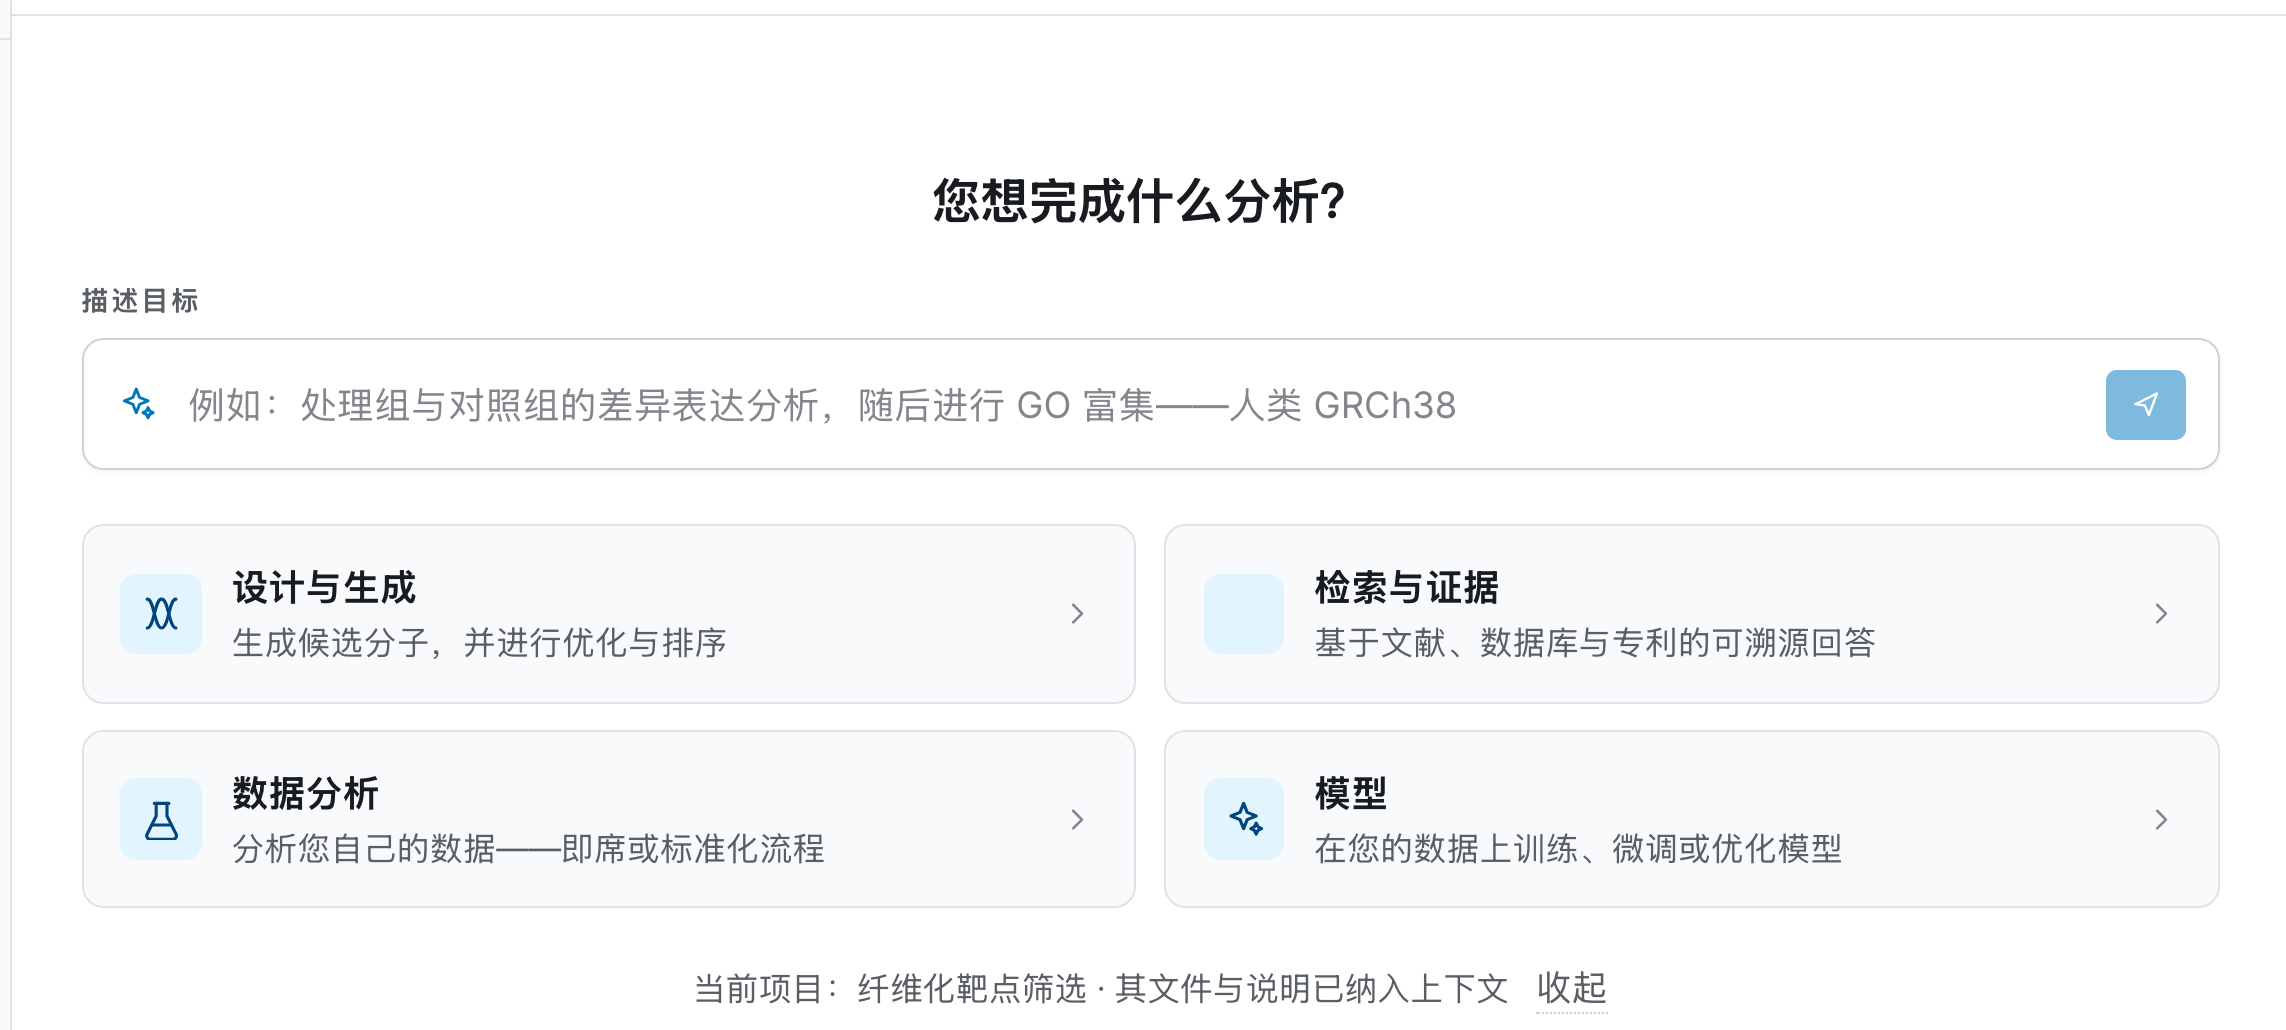 您想完成什么分析?
描述目标
例如：处理组与对照组的差异表达分析，随后进行 GO 富集——人类 GRCh38
设计与生成
生成候选分子，并进行优化与排序
检索与证据
基于文献、数据库与专利的可溯源回答
数据分析
分析您自己的数据——即席或标准化流程
模型
在您的数据上训练、微调或优化模型
当前项目：纤维化靶点筛选 · 其文件与说明已纳入上下文 收起